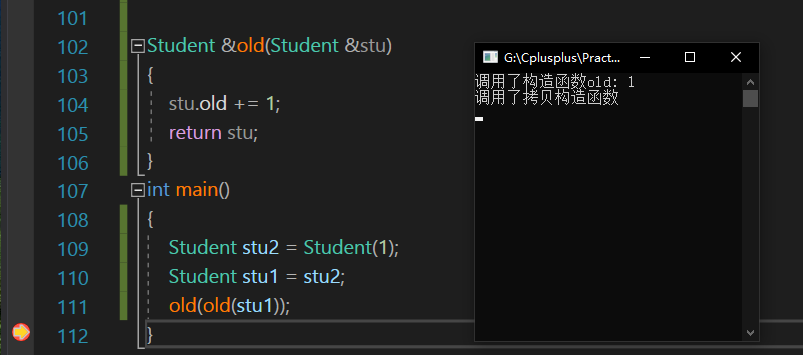 101
102 Student &old(Student &stu)
103 {
104 stu.old += 1;
105 return stu;
106 }
107 int main()
108 {
109 Student stu2 = Student(1);
110 Student stu1 = stu2;
111 old(old(stu1));
112 }
G:\Cplusplus\Pract...
调用了构造函数old: 1
调用了拷贝构造函数